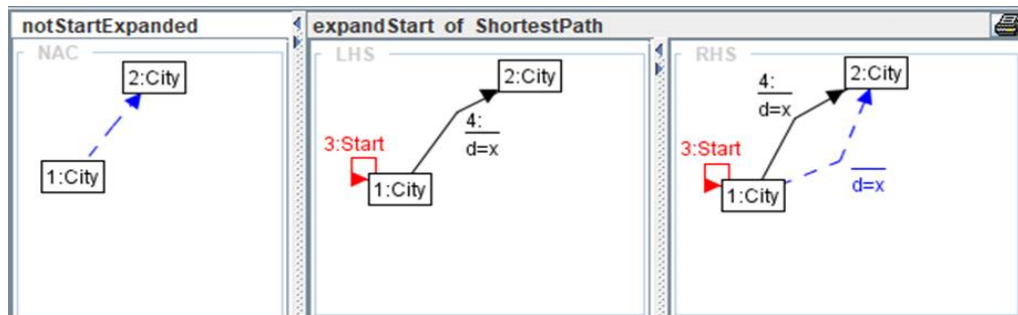 notStartExpanded
expandStart of ShortestPath
NAC
2:City
1:City
LHS
2:City
4:
d=x
3:Start
1:City
RHS
2:City
4:
d=x
3:Start
1:City
d=x